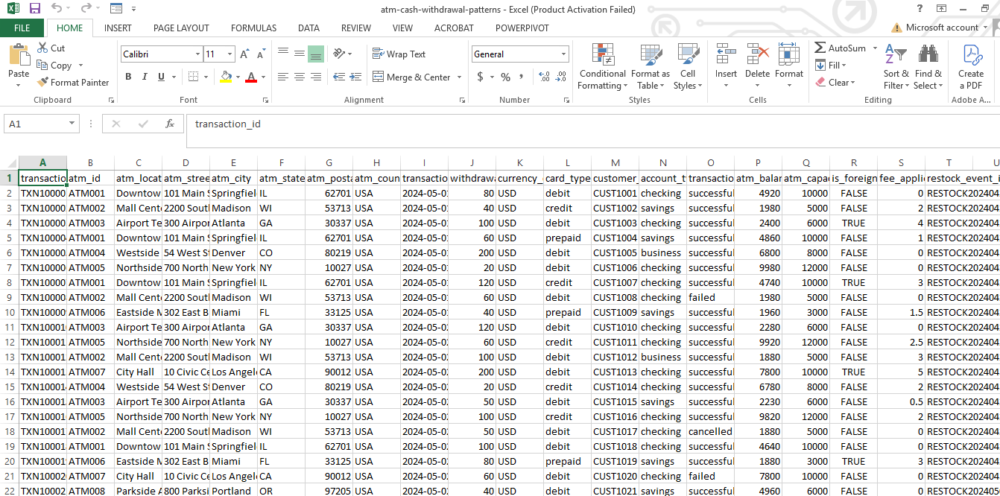 atm-cash-withdrawal-patterns - Excel (Product Activation Failed)
FILE HOME INSERT PAGE LAYOUT FORMULAS DATA REVIEW VIEW ACROBAT POWERPIVOT Microsoft account
Paste Cut Copy Format Painter Clipboard
Calibri 11 B I U A Font
Wrap Text Merge & Center Alignment
General $ % , Number
Conditional Formatting Format as Table Cell Styles Styles
Insert Delete Format Cells
AutoSum Fill Clear Sort & Filter Find & Select Editing
Create a PDF Adobe A...
A1 fx transaction_id
A B C D E F G H I J K L M N O P Q R S T U
1 transactio atm_id atm_locat atm_stree atm_city atm_state atm_posta atm_coun transactio withdrawa currency_ card_type customer_ account_t transactio atm_balan atm_capa is_foreign fee_applie restock_event_i
2 TXN10000 ATM001 Downtow 101 Main S Springfiel IL 62701 USA 2024-05-0 80 USD debit CUST1001 checking successful 4920 10000 FALSE 0 RESTOCK202404
3 TXN10000 ATM002 Mall Cent 2200 Sout Madison WI 53713 USA 2024-05-0 40 USD credit CUST1002 savings successful 1980 5000 FALSE 2 RESTOCK202404
4 TXN10000 ATM003 Airport Te 300 Airpor Atlanta GA 30337 USA 2024-05-0 100 USD debit CUST1003 checking successful 2400 6000 TRUE 4 RESTOCK202404
5 TXN10000 ATM001 Downtow 101 Main S Springfiel IL 62701 USA 2024-05-0 60 USD prepaid CUST1004 savings successful 4860 10000 FALSE 1 RESTOCK202404
6 TXN10000 ATM004 Westside 54 West St Denver CO 80219 USA 2024-05-0 200 USD debit CUST1005 business successful 6800 8000 FALSE 0 RESTOCK202404
7 TXN10000 ATM005 Northside 700 North New York NY 10027 USA 2024-05-0 20 USD debit CUST1006 checking successful 9980 12000 FALSE 0 RESTOCK202404
8 TXN10000 ATM001 Downtow 101 Main S Springfiel IL 62701 USA 2024-05-0 120 USD credit CUST1007 checking successful 4740 10000 TRUE 3 RESTOCK202404
9 TXN10000 ATM002 Mall Cent 2200 Sout Madison WI 53713 USA 2024-05-0 60 USD debit CUST1008 checking failed 1980 5000 FALSE 0 RESTOCK202404
10 TXN10000 ATM006 Eastside M 302 East B Miami FL 33125 USA 2024-05-0 40 USD prepaid CUST1009 savings successful 1960 3000 FALSE 1.5 RESTOCK202404
11 TXN10001 ATM003 Airport Te 300 Airpor Atlanta GA 30337 USA 2024-05-0 120 USD debit CUST1010 checking successful 2280 6000 FALSE 0 RESTOCK202404
12 TXN10001 ATM005 Northside 700 North New York NY 10027 USA 2024-05-0 60 USD credit CUST1011 checking successful 9920 12000 FALSE 2.5 RESTOCK202404
13 TXN10001 ATM002 Mall Cent 2200 Sout Madison WI 53713 USA 2024-05-0 100 USD debit CUST1012 business successful 1880 5000 FALSE 3 RESTOCK202404
14 TXN10001 ATM007 City Hall 10 Civic Ce Los Angel CA 90012 USA 2024-05-0 200 USD debit CUST1013 checking successful 7800 10000 TRUE 5 RESTOCK202404
15 TXN10001 ATM004 Westside 54 West St Denver CO 80219 USA 2024-05-0 20 USD credit CUST1014 checking successful 6780 8000 FALSE 2 RESTOCK202404
16 TXN10001 ATM003 Airport Te 300 Airpor Atlanta GA 30337 USA 2024-05-0 50 USD debit CUST1015 savings successful 2230 6000 FALSE 0.5 RESTOCK202404
17 TXN10001 ATM005 Northside 700 North New York NY 10027 USA 2024-05-0 100 USD credit CUST1016 checking successful 9820 12000 FALSE 2 RESTOCK202404
18 TXN10001 ATM002 Mall Cent 2200 Sout Madison WI 53713 USA 2024-05-0 50 USD debit CUST1017 checking cancelled 1880 5000 FALSE 0 RESTOCK202404
19 TXN10001 ATM001 Downtow 101 Main S Springfiel IL 62701 USA 2024-05-0 100 USD debit CUST1018 checking successful 4640 10000 FALSE 0 RESTOCK202404
20 TXN10001 ATM006 Eastside M 302 East B Miami FL 33125 USA 2024-05-0 80 USD prepaid CUST1019 savings successful 1880 3000 TRUE 3 RESTOCK202404
21 TXN10002 ATM007 City Hall 10 Civic Ce Los Angel CA 90012 USA 2024-05-0 60 USD debit CUST1020 checking failed 7800 10000 FALSE 0 RESTOCK202404
22 TXN10002 ATM008 Parkside A 800 Parksi Portland OR 97205 USA 2024-05-0 40 USD debit CUST1021 savings successful 4960 6000 FALSE 0 RESTOCK20240